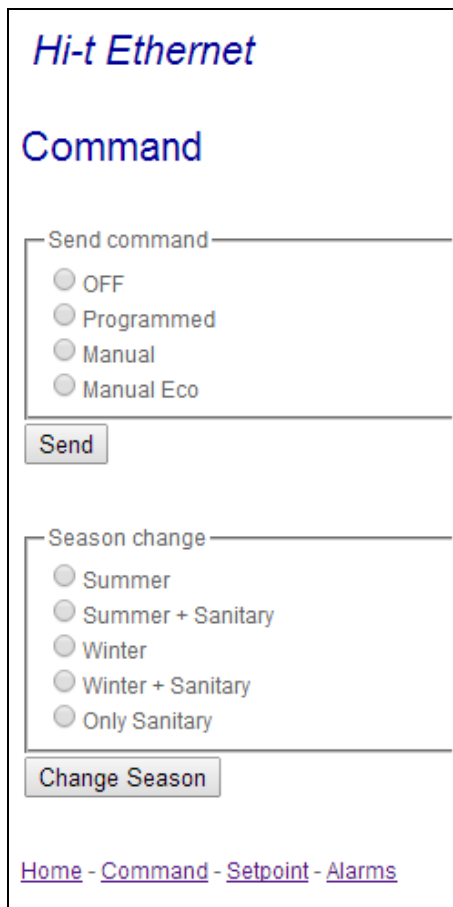 Hi-t Ethernet
Command
Send command
OFF
Programmed
Manual
Manual Eco
Send
Season change
Summer
Summer + Sanitary
Winter
Winter + Sanitary
Only Sanitary
Change Season
Home - Command - Setpoint - Alarms